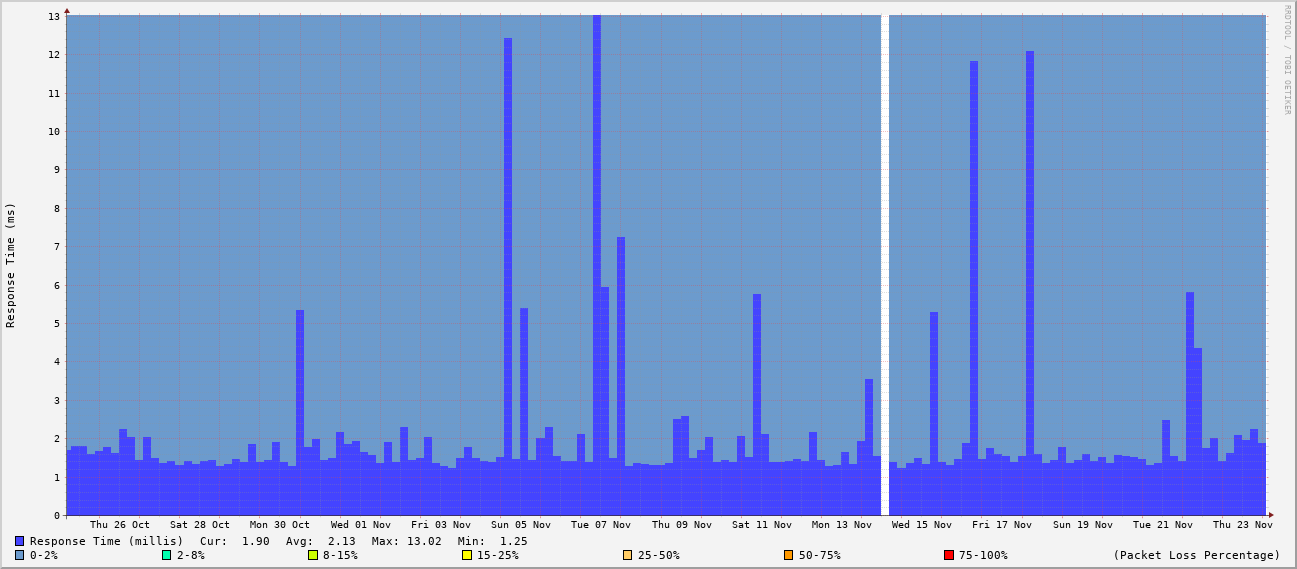 RRDTOOL / TOBI OETIKER
Response Time (ms)
13
12
11
10
9
8
7
6
5
4
3
2
1
0
Thu 26 Oct Sat 28 Oct Mon 30 Oct Wed 01 Nov Fri 03 Nov Sun 05 Nov Tue 07 Nov Thu 09 Nov Sat 11 Nov Mon 13 Nov Wed 15 Nov Fri 17 Nov Sun 19 Nov Tue 21 Nov Thu 23 Nov
Response Time (millis) Cur: 1.90 Avg: 2.13 Max: 13.02 Min: 1.25
0-2% 2-8% 8-15% 15-25% 25-50% 50-75% 75-100% (Packet Loss Percentage)